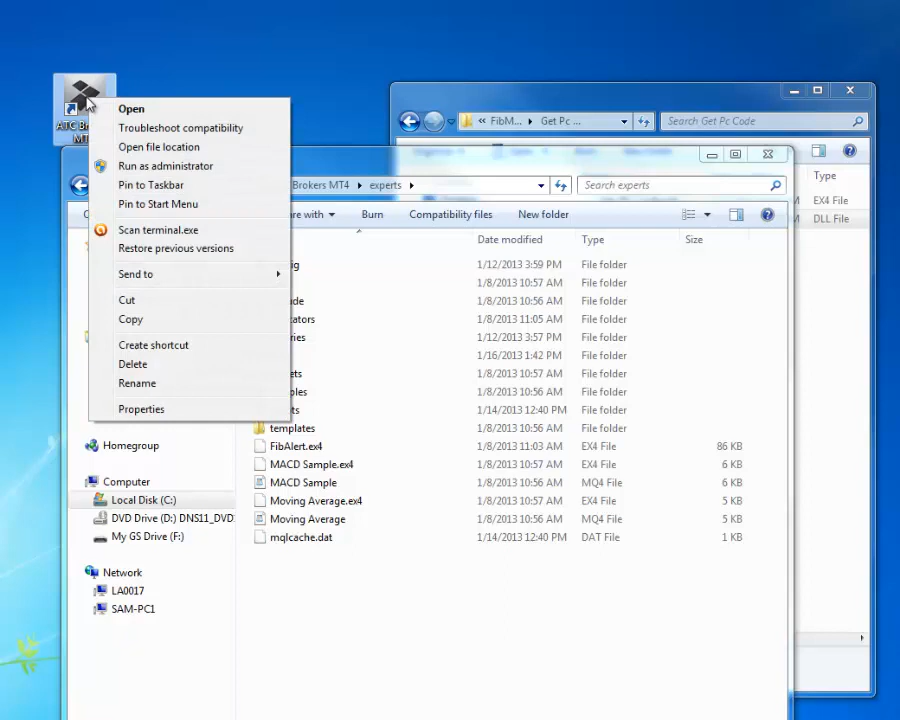 ATC Br
MT
Open
Troubleshoot compatibility
Open file location
Run as administrator
Pin to Taskbar
Pin to Start Menu
Scan terminal.exe
Restore previous versions
Send to
Cut
Copy
Create shortcut
Delete
Rename
Properties
« FibM... Get Pc ... Search Get Pc Code
Type
EX4 File
DLL File
Brokers MT4 experts Search experts
re with Burn Compatibility files New folder
Date modified Type Size
ig 1/12/2013 3:59 PM File folder
1/8/2013 10:57 AM File folder
ude 1/8/2013 10:56 AM File folder
ators 1/8/2013 11:05 AM File folder
ries 1/12/2013 3:57 PM File folder
1/16/2013 1:42 PM File folder
ets 1/8/2013 10:57 AM File folder
ples 1/8/2013 10:56 AM File folder
ts 1/14/2013 12:40 PM File folder
templates 1/8/2013 10:56 AM File folder
FibAlert.ex4 1/8/2013 11:03 AM EX4 File 86 KB
MACD Sample.ex4 1/8/2013 10:57 AM EX4 File 6 KB
MACD Sample 1/8/2013 10:56 AM MQ4 File 6 KB
Moving Average.ex4 1/8/2013 10:57 AM EX4 File 5 KB
Moving Average 1/8/2013 10:56 AM MQ4 File 5 KB
mqlcache.dat 1/14/2013 12:40 PM DAT File 1 KB
Homegroup
Computer
Local Disk (C:)
DVD Drive (D:) DNS11_DVD
My GS Drive (F:)
Network
LA0017
SAM-PC1